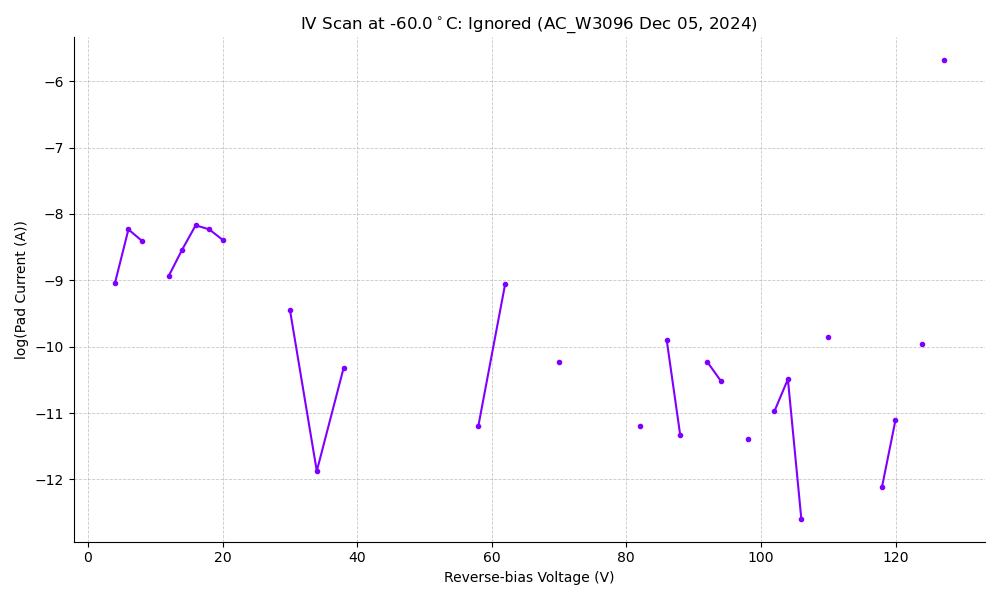 IV Scan at -60.0°C: Ignored (AC_W3096 Dec 05, 2024)
log(Pad Current (A))
−6
−7
−8
−9
−10
−11
−12
0 20 40 60 80 100 120
Reverse-bias Voltage (V)